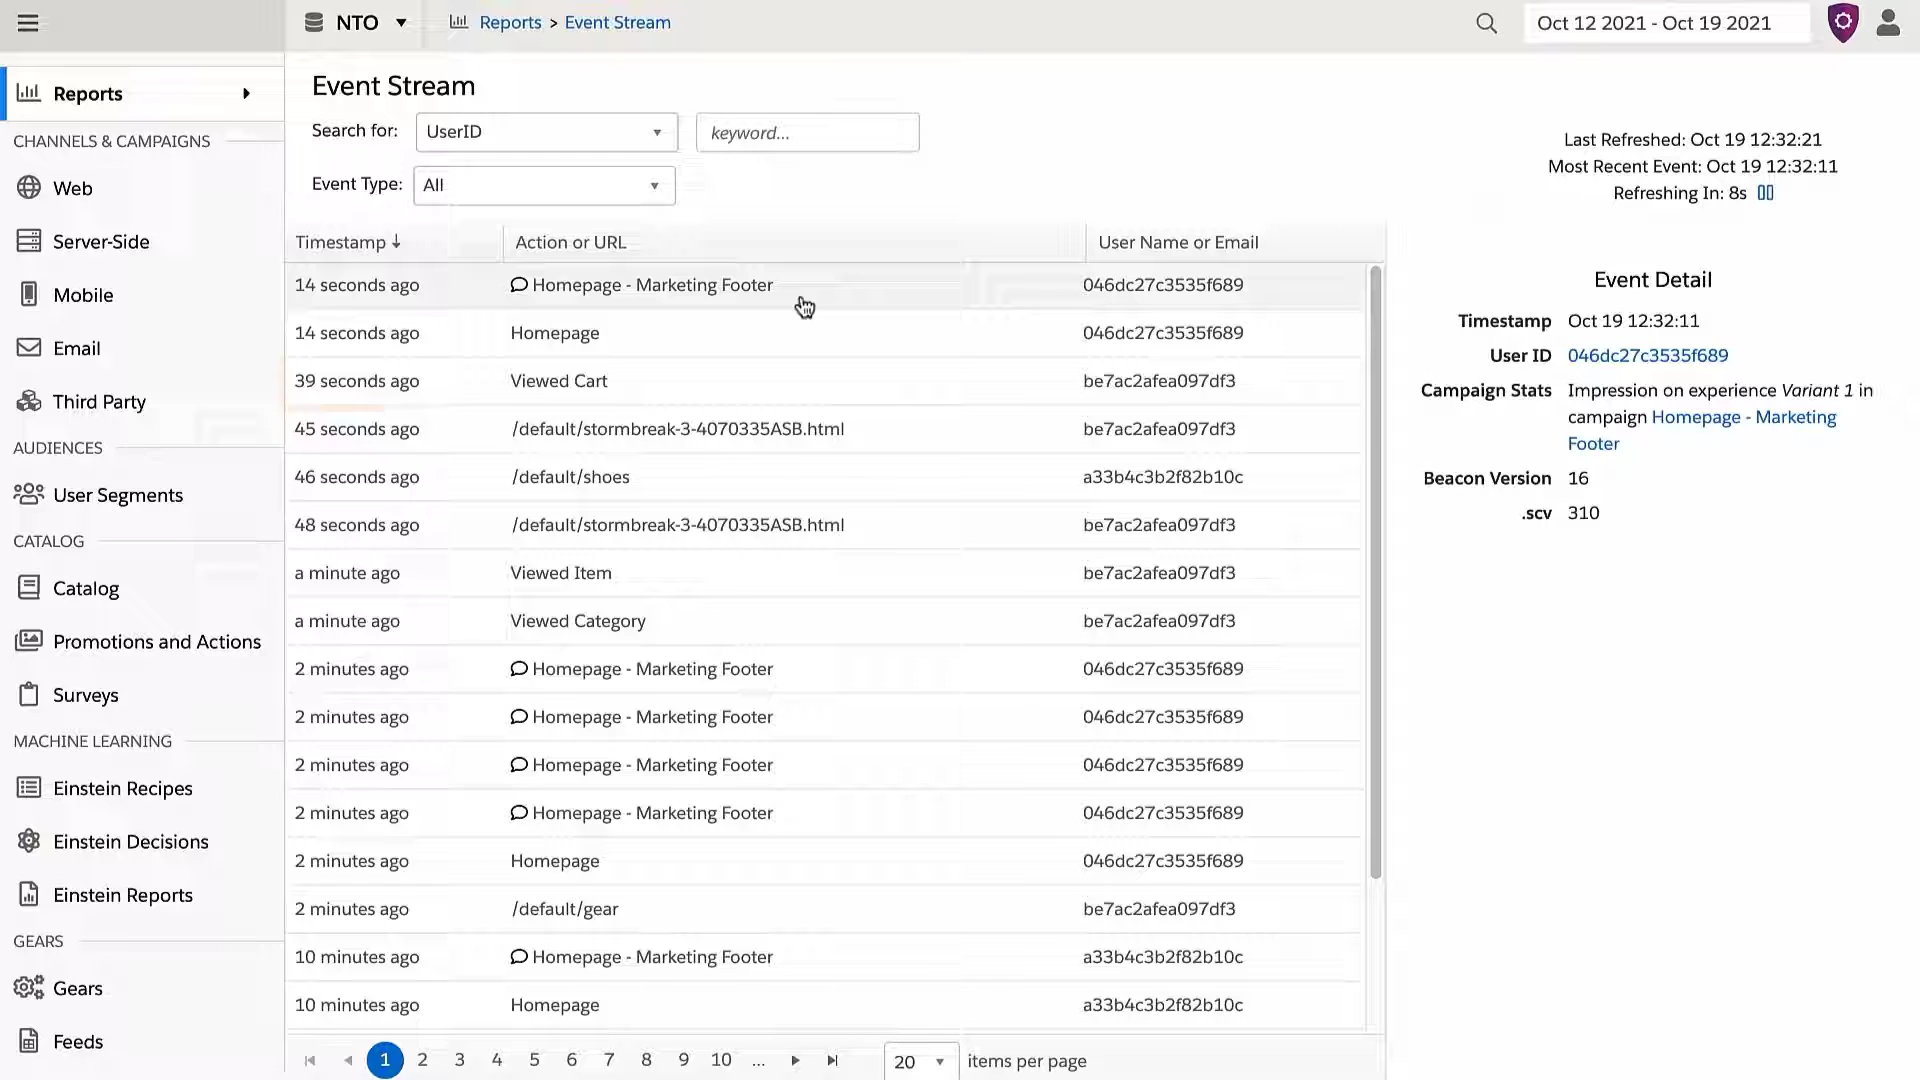 NTO
Reports > Event Stream
Oct 12 2021 - Oct 19 2021
Reports
CHANNELS & CAMPAIGNS
Web
Server-Side
Mobile
Email
Third Party
AUDIENCES
User Segments
CATALOG
Catalog
Promotions and Actions
Surveys
MACHINE LEARNING
Einstein Recipes
Einstein Decisions
Einstein Reports
GEARS
Gears
Feeds
Event Stream
Search for: UserID keyword...
Event Type: All
Timestamp Action or URL User Name or Email
14 seconds ago Homepage - Marketing Footer 046dc27c3535f689
14 seconds ago Homepage 046dc27c3535f689
39 seconds ago Viewed Cart be7ac2afea097df3
45 seconds ago /default/stormbreak-3-4070335ASB.html be7ac2afea097df3
46 seconds ago /default/shoes a33b4c3b2f82b10c
48 seconds ago /default/stormbreak-3-4070335ASB.html be7ac2afea097df3
a minute ago Viewed Item be7ac2afea097df3
a minute ago Viewed Category be7ac2afea097df3
2 minutes ago Homepage - Marketing Footer 046dc27c3535f689
2 minutes ago Homepage - Marketing Footer 046dc27c3535f689
2 minutes ago Homepage - Marketing Footer 046dc27c3535f689
2 minutes ago Homepage - Marketing Footer 046dc27c3535f689
2 minutes ago Homepage 046dc27c3535f689
2 minutes ago /default/gear be7ac2afea097df3
10 minutes ago Homepage - Marketing Footer a33b4c3b2f82b10c
10 minutes ago Homepage a33b4c3b2f82b10c
1 2 3 4 5 6 7 8 9 10 ... 20 items per page
Last Refreshed: Oct 19 12:32:21
Most Recent Event: Oct 19 12:32:11
Refreshing In: 8s
Event Detail
Timestamp Oct 19 12:32:11
User ID 046dc27c3535f689
Campaign Stats Impression on experience Variant 1 in
campaign Homepage - Marketing
Footer
Beacon Version 16
.scv 310